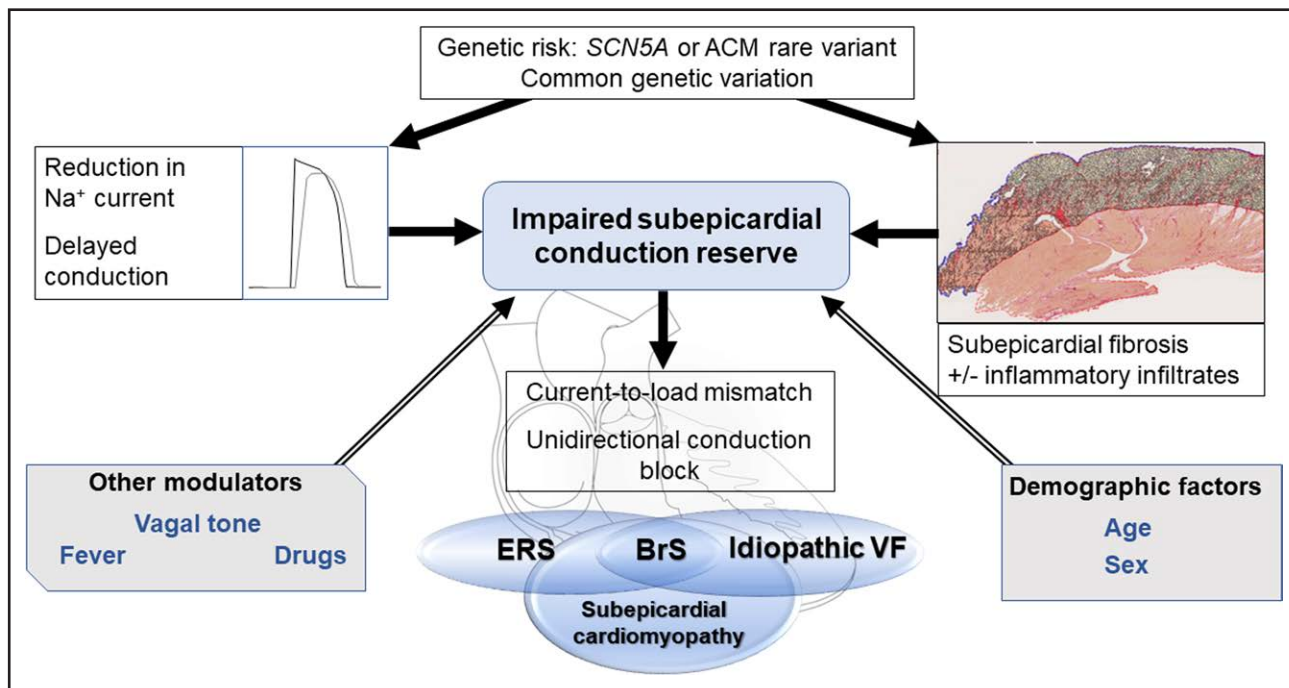 Genetic risk: SCN5A or ACM rare variant
Common genetic variation
Reduction in
Na⁺ current
Delayed
conduction
Impaired subepicardial
conduction reserve
Subepicardial fibrosis
+/- inflammatory infiltrates
Current-to-load mismatch
Unidirectional conduction
block
Other modulators
Vagal tone
Fever Drugs
Demographic factors
Age
Sex
ERS BrS Idiopathic VF
Subepicardial
cardiomyopathy